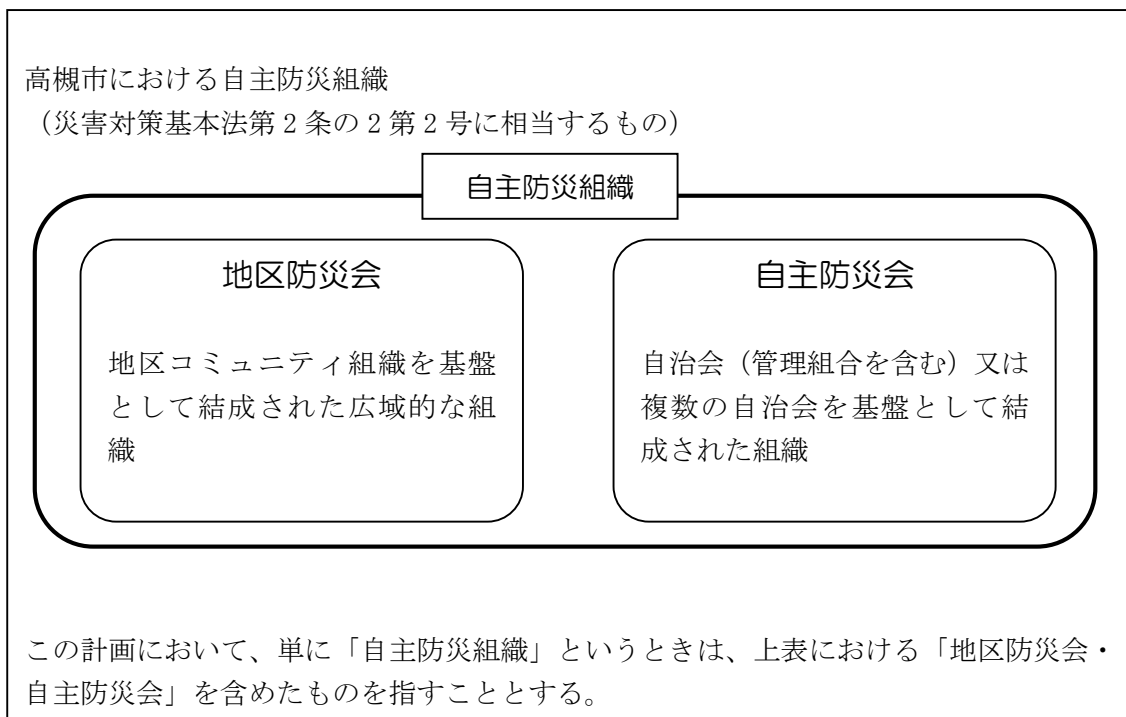 高槻市における自主防災組織
（災害対策基本法第２条の２第２号に相当するもの）
自主防災組織
地区防災会
地区コミュニティ組織を基盤
として結成された広域的な組
織
自主防災会
自治会（管理組合を含む）又は
複数の自治会を基盤として結
成された組織
この計画において、単に「自主防災組織」というときは、上表における「地区防災会・
自主防災会」を含めたものを指すこととする。